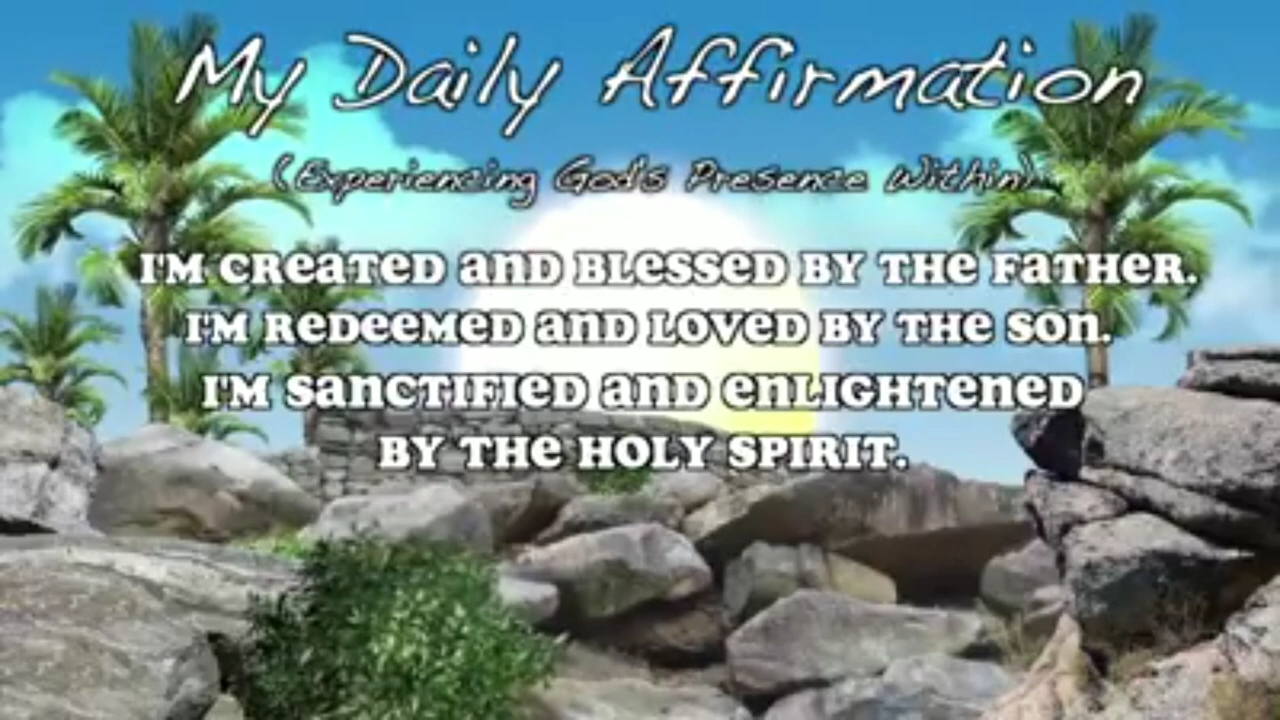 My Daily Affirmation
(Experiencing God's Presence Within)
I'M CREATED AND BLESSED BY THE FATHER.
I'M REDEEMED AND LOVED BY THE SON.
I'M SANCTIFIED AND ENLIGHTENED
BY THE HOLY SPIRIT.